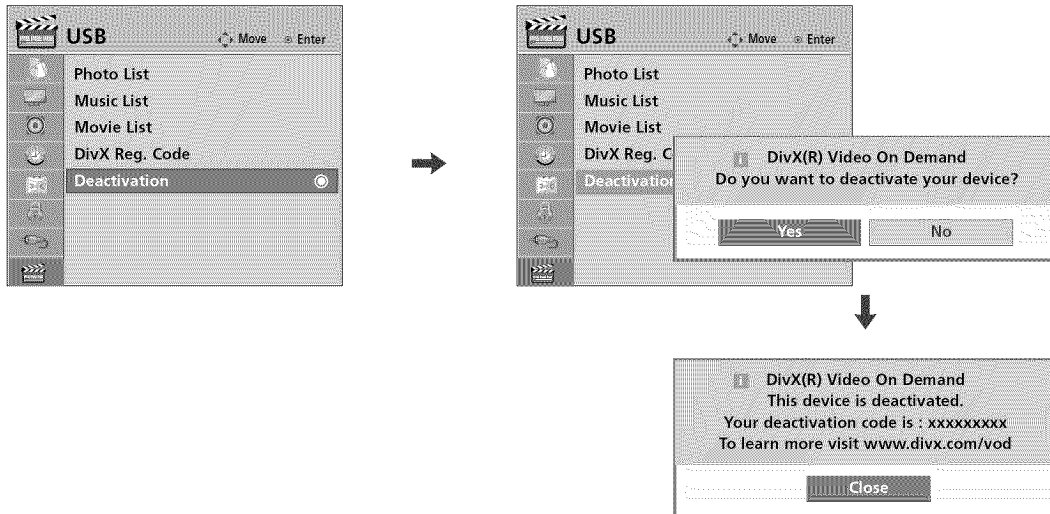 USB Move Enter
Photo List
Music List
Movie List
DivX Reg. Code
Deactivation
USB Move Enter
Photo List
Music List
Movie List
DivX Reg. C
Deactivation
DivX(R) Video On Demand
Do you want to deactivate your device?
Yes No
DivX(R) Video On Demand
This device is deactivated.
Your deactivation code is : xxxxxxxxx
To learn more visit www.divx.com/vod
Close